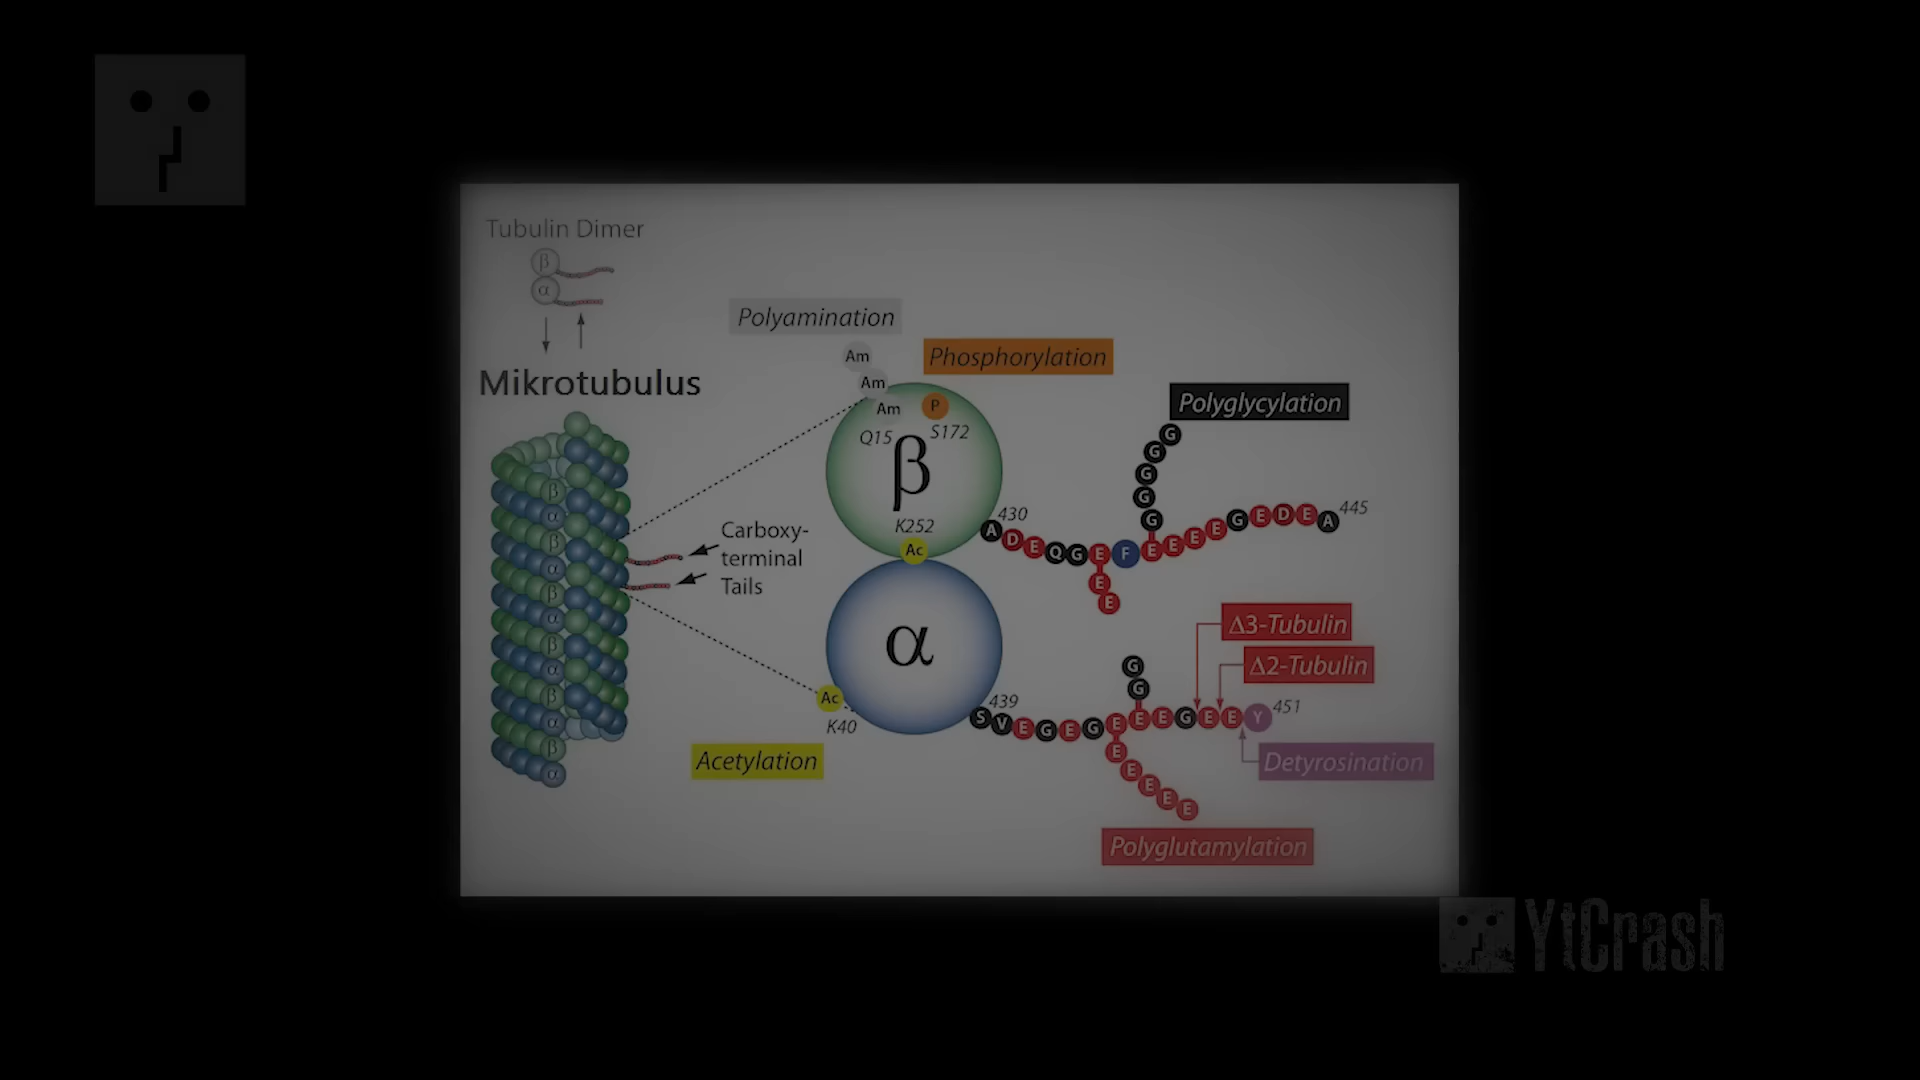 Tubulin Dimer
β
α
Mikrotubulus
β
α
β
α
β
α
β
α
β
α
β
α
Carboxy-
terminal
Tails
Polyamination
Phosphorylation
Am
Am
Am
P
Q15
S172
β
K252
Ac
α
Ac
K40
Acetylation
Polyglycylation
G
G
G
G
G
430
445
A D E Q G E F E E E E G E D E A
E
E
Δ3-Tubulin
Δ2-Tubulin
G
G
439
451
S V E G E G E E E G E E Y
E
E
E
E
E
Detyrosination
Polyglutamylation
YtCrash